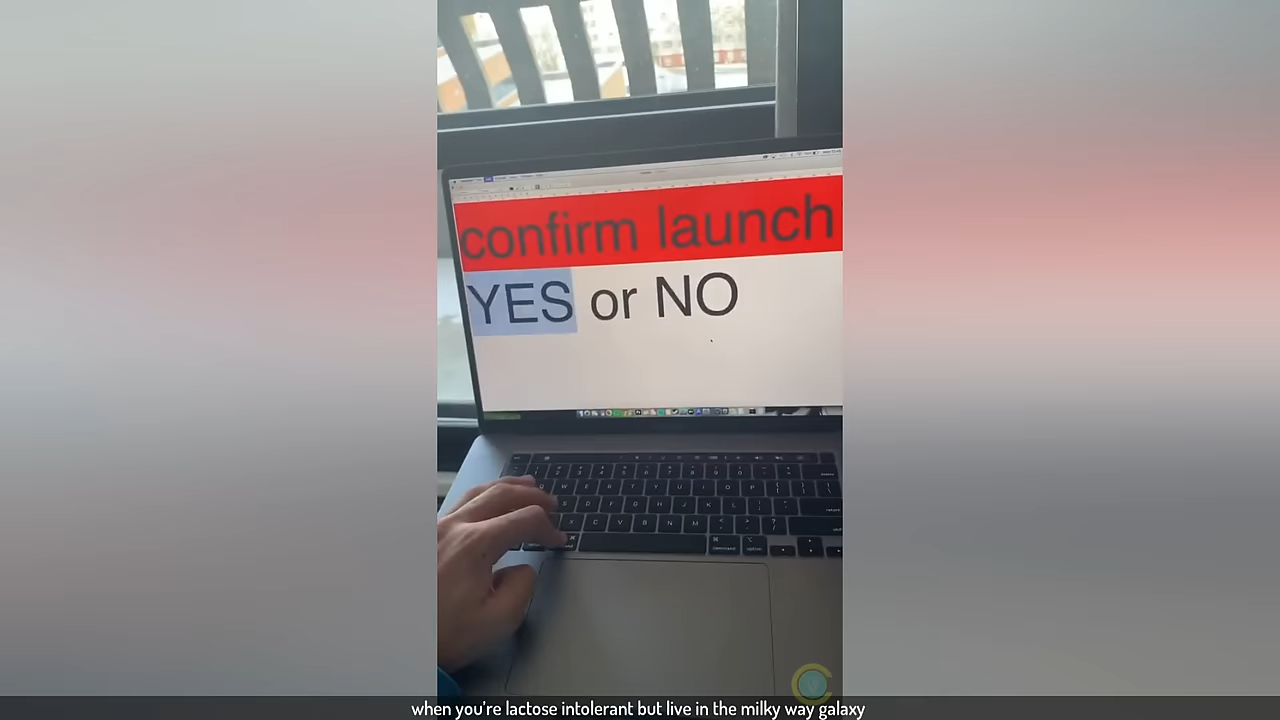 confirm launch
YES or NO
when you're lactose intolerant but live in the milky way galaxy